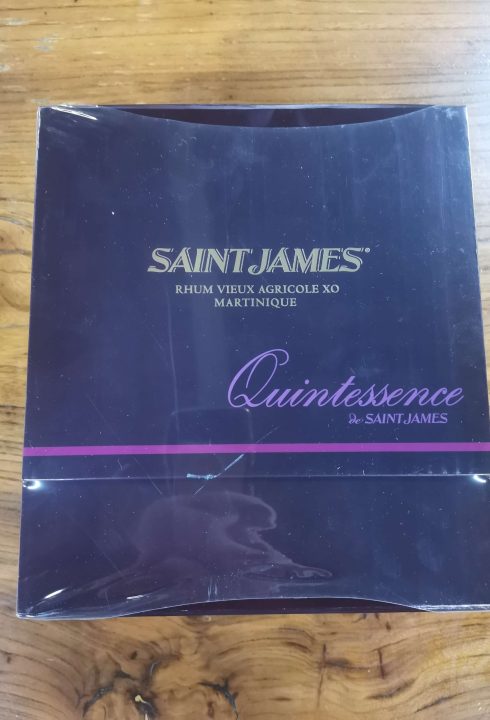 SAINT JAMES®
RHUM VIEUX AGRICOLE XO
MARTINIQUE
Quintessence
de SAINT JAMES